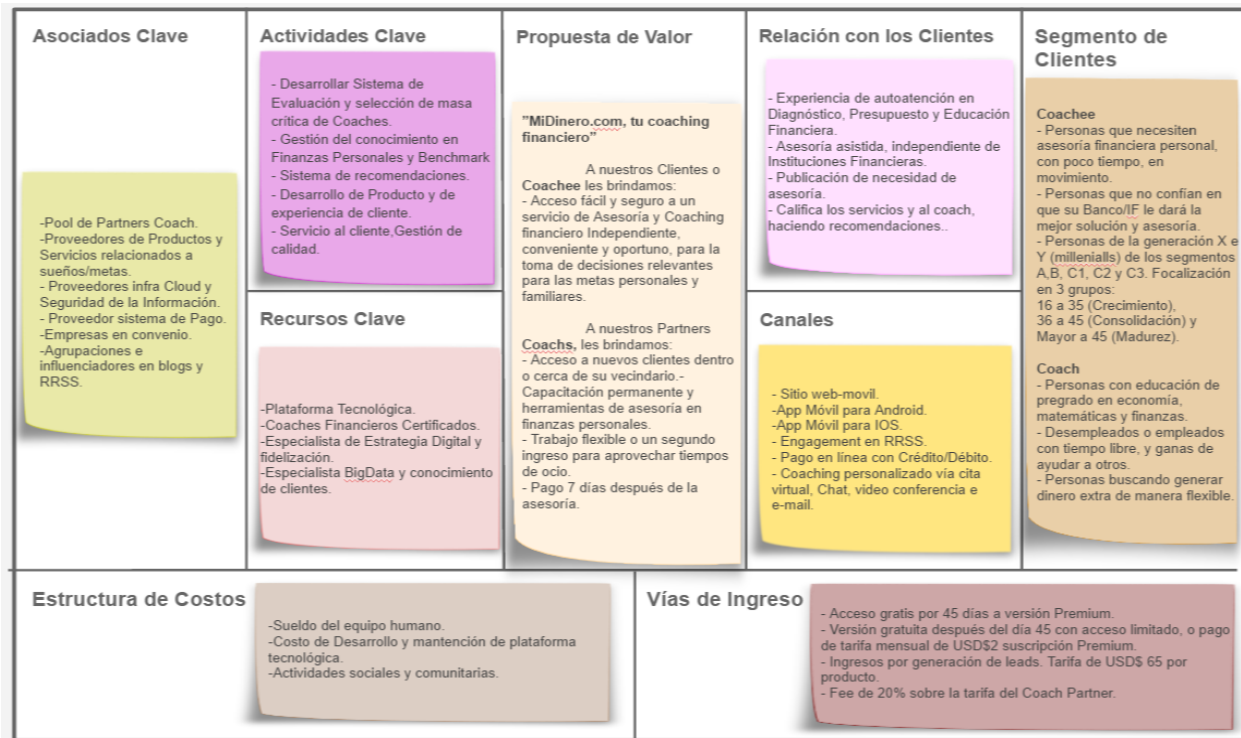 Asociados Clave
-Pool de Partners Coach.
-Proveedores de Productos y
Servicios relacionados a
sueños/metas.
- Proveedores infra Cloud y
Seguridad de la Información.
- Proveedor sistema de Pago.
-Empresas en convenio.
-Agrupaciones e
influenciadores en blogs y
RRSS.
Actividades Clave
- Desarrollar Sistema de
Evaluación y selección de masa
crítica de Coaches.
- Gestión del conocimiento en
Finanzas Personales y Benchmark
- Sistema de recomendaciones.
- Desarrollo de Producto y de
experiencia de cliente.
- Servicio al cliente,Gestión de
calidad.
Recursos Clave
-Plataforma Tecnológica.
-Coaches Financieros Certificados.
-Especialista de Estrategia Digital y
fidelización.
-Especialista BigData y conocimiento
de clientes.
Propuesta de Valor
"MiDinero.com, tu coaching
financiero"
A nuestros Clientes o
Coachee les brindamos:
- Acceso fácil y seguro a un
servicio de Asesoría y Coaching
financiero Independiente,
conveniente y oportuno, para la
toma de decisiones relevantes
para las metas personales y
familiares.
A nuestros Partners
Coachs, les brindamos:
- Acceso a nuevos clientes dentro
o cerca de su vecindario.-
Capacitación permanente y
herramientas de asesoría en
finanzas personales.
- Trabajo flexible o un segundo
ingreso para aprovechar tiempos
de ocio.
- Pago 7 días después de la
asesoría.
Relación con los Clientes
- Experiencia de autoatención en
Diagnóstico, Presupuesto y Educación
Financiera.
- Asesoría asistida, independiente de
Instituciones Financieras.
- Publicación de necesidad de
asesoría.
- Califica los servicios y al coach,
haciendo recomendaciones..
Canales
- Sitio web-movil.
-App Móvil para Android.
-App Móvil para IOS.
- Engagement en RRSS.
- Pago en línea con Crédito/Débito.
- Coaching personalizado vía cita
virtual, Chat, video conferencia e
e-mail.
Segmento de
Clientes
Coachee
- Personas que necesiten
asesoría financiera personal,
con poco tiempo, en
movimiento.
- Personas que no confían en
que su Banco/IF le dará la
mejor solución y asesoría.
- Personas de la generación X e
Y (millenialls) de los segmentos
A,B, C1, C2 y C3. Focalización
en 3 grupos:
16 a 35 (Crecimiento),
36 a 45 (Consolidación) y
Mayor a 45 (Madurez).
Coach
- Personas con educación de
pregrado en economía,
matemáticas y finanzas.
- Desempleados o empleados
con tiempo libre, y ganas de
ayudar a otros.
- Personas buscando generar
dinero extra de manera flexible.
Estructura de Costos
-Sueldo del equipo humano.
-Costo de Desarrollo y mantención de plataforma
tecnológica.
-Actividades sociales y comunitarias.
Vías de Ingreso
- Acceso gratis por 45 días a versión Premium.
- Versión gratuita después del día 45 con acceso limitado, o pago
de tarifa mensual de USD$2 suscripción Premium.
- Ingresos por generación de leads. Tarifa de USD$ 65 por
producto.
- Fee de 20% sobre la tarifa del Coach Partner.